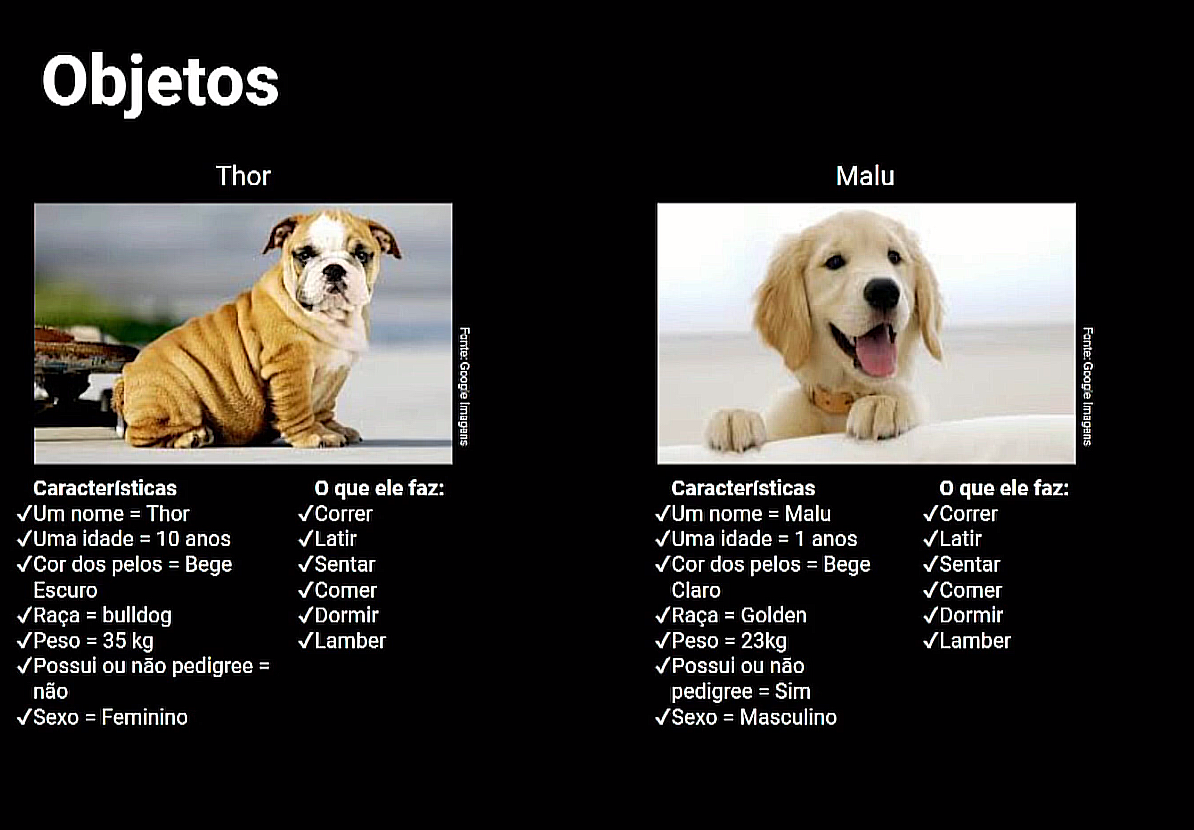 Objetos
Thor
Fonte: Google Imagens
Características
✓Um nome = Thor
✓Uma idade = 10 anos
✓Cor dos pelos = Bege
Escuro
✓Raça = bulldog
✓Peso = 35 kg
✓Possui ou não pedigree =
não
✓Sexo = Feminino
O que ele faz:
✓Correr
✓Latir
✓Sentar
✓Comer
✓Dormir
✓Lamber
Malu
Fonte: Google Imagens
Características
✓Um nome = Malu
✓Uma idade = 1 anos
✓Cor dos pelos = Bege
Claro
✓Raça = Golden
✓Peso = 23kg
✓Possui ou não
pedigree = Sim
✓Sexo = Masculino
O que ele faz:
✓Correr
✓Latir
✓Sentar
✓Comer
✓Dormir
✓Lamber